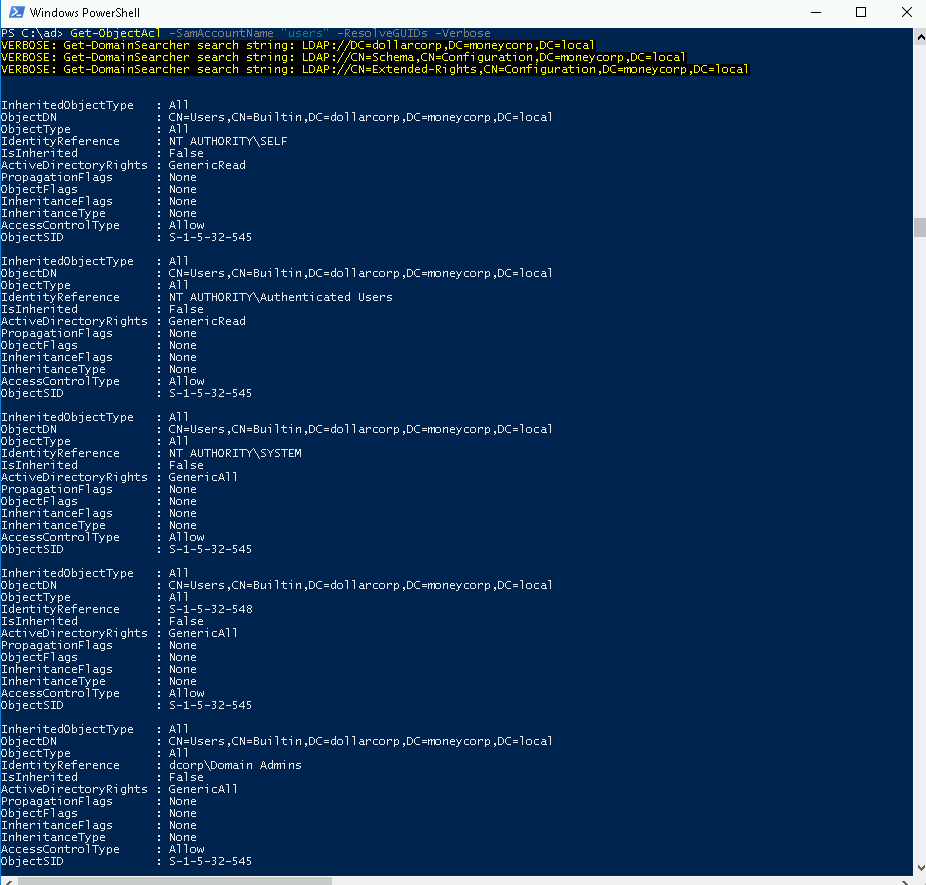 Windows PowerShell
PS C:\ad> Get-ObjectAcl -SamAccountName "users" -ResolveGUIDs -Verbose
VERBOSE: Get-DomainSearcher search string: LDAP://DC=dollarcorp,DC=moneycorp,DC=local
VERBOSE: Get-DomainSearcher search string: LDAP://CN=Schema,CN=Configuration,DC=moneycorp,DC=local
VERBOSE: Get-DomainSearcher search string: LDAP://CN=Extended-Rights,CN=Configuration,DC=moneycorp,DC=local
InheritedObjectType   : All
ObjectDN              : CN=Users,CN=Builtin,DC=dollarcorp,DC=moneycorp,DC=local
ObjectType            : All
IdentityReference     : NT AUTHORITY\SELF
IsInherited           : False
ActiveDirectoryRights : GenericRead
PropagationFlags      : None
ObjectFlags           : None
InheritanceFlags      : None
InheritanceType       : None
AccessControlType     : Allow
ObjectSID             : S-1-5-32-545
InheritedObjectType   : All
ObjectDN              : CN=Users,CN=Builtin,DC=dollarcorp,DC=moneycorp,DC=local
ObjectType            : All
IdentityReference     : NT AUTHORITY\Authenticated Users
IsInherited           : False
ActiveDirectoryRights : GenericRead
PropagationFlags      : None
ObjectFlags           : None
InheritanceFlags      : None
InheritanceType       : None
AccessControlType     : Allow
ObjectSID             : S-1-5-32-545
InheritedObjectType   : All
ObjectDN              : CN=Users,CN=Builtin,DC=dollarcorp,DC=moneycorp,DC=local
ObjectType            : All
IdentityReference     : NT AUTHORITY\SYSTEM
IsInherited           : False
ActiveDirectoryRights : GenericAll
PropagationFlags      : None
ObjectFlags           : None
InheritanceFlags      : None
InheritanceType       : None
AccessControlType     : Allow
ObjectSID             : S-1-5-32-545
InheritedObjectType   : All
ObjectDN              : CN=Users,CN=Builtin,DC=dollarcorp,DC=moneycorp,DC=local
ObjectType            : All
IdentityReference     : S-1-5-32-548
IsInherited           : False
ActiveDirectoryRights : GenericAll
PropagationFlags      : None
ObjectFlags           : None
InheritanceFlags      : None
InheritanceType       : None
AccessControlType     : Allow
ObjectSID             : S-1-5-32-545
InheritedObjectType   : All
ObjectDN              : CN=Users,CN=Builtin,DC=dollarcorp,DC=moneycorp,DC=local
ObjectType            : All
IdentityReference     : dcorp\Domain Admins
IsInherited           : False
ActiveDirectoryRights : GenericAll
PropagationFlags      : None
ObjectFlags           : None
InheritanceFlags      : None
InheritanceType       : None
AccessControlType     : Allow
ObjectSID             : S-1-5-32-545